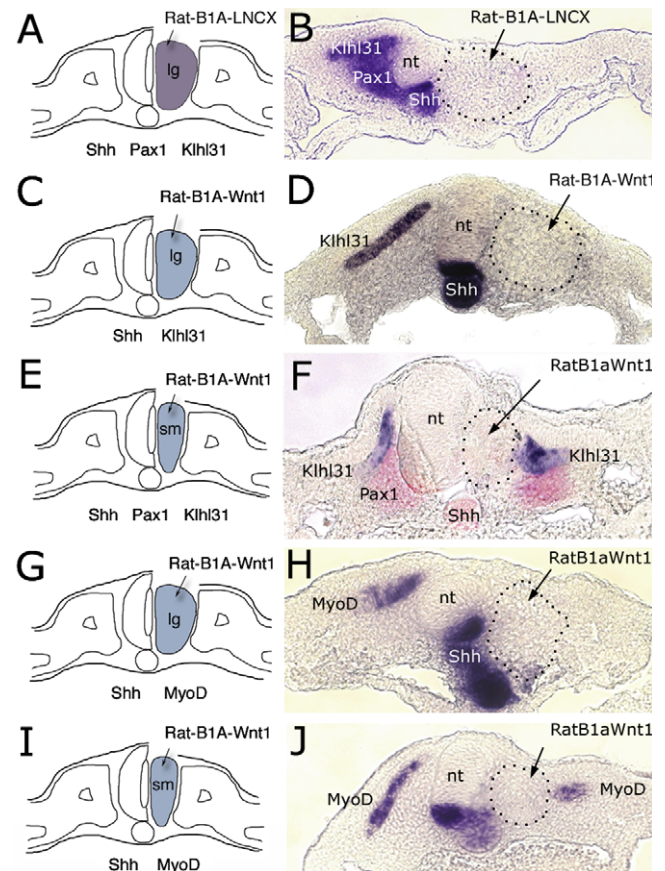 A
Rat-B1A-LNCX
lg
Shh Pax1 Klhl31
B
Rat-B1A-LNCX
Klhl31
nt
Pax1
Shh
C
Rat-B1A-Wnt1
lg
Shh Klhl31
D
Rat-B1A-Wnt1
nt
Klhl31
Shh
E
Rat-B1A-Wnt1
sm
Shh Pax1 Klhl31
F
RatB1aWnt1
nt
Klhl31
Klhl31
Pax1
Shh
G
Rat-B1A-Wnt1
lg
Shh MyoD
H
RatB1aWnt1
MyoD
nt
Shh
I
Rat-B1A-Wnt1
sm
Shh MyoD
J
RatB1aWnt1
nt
MyoD
MyoD